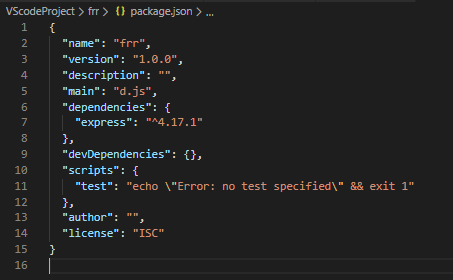 VScodeProject > frr > {} package.json > ...
1 {
2 "name": "frr",
3 "version": "1.0.0",
4 "description": "",
5 "main": "d.js",
6 "dependencies": {
7 "express": "^4.17.1"
8 },
9 "devDependencies": {},
10 "scripts": {
11 "test": "echo \"Error: no test specified\" && exit 1"
12 },
13 "author": "",
14 "license": "ISC"
15 }
16